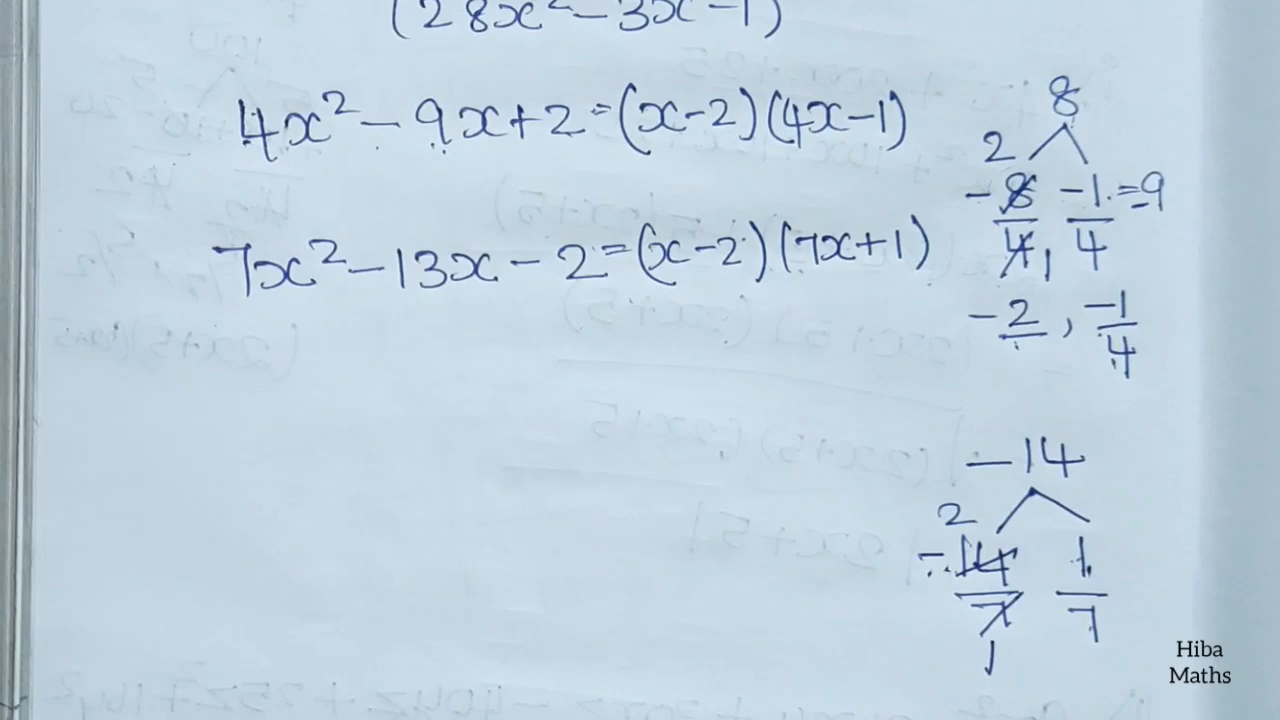 (28x² - 3x - 1)
4x² - 9x + 2 = (x-2)(4x-1)
7x² - 13x - 2 = (x-2)(7x+1)
8
2
-8 -1 = -9
4, 4
1
-2, -1
4
-14
2
-14 1
7 7
1
Hiba
Maths